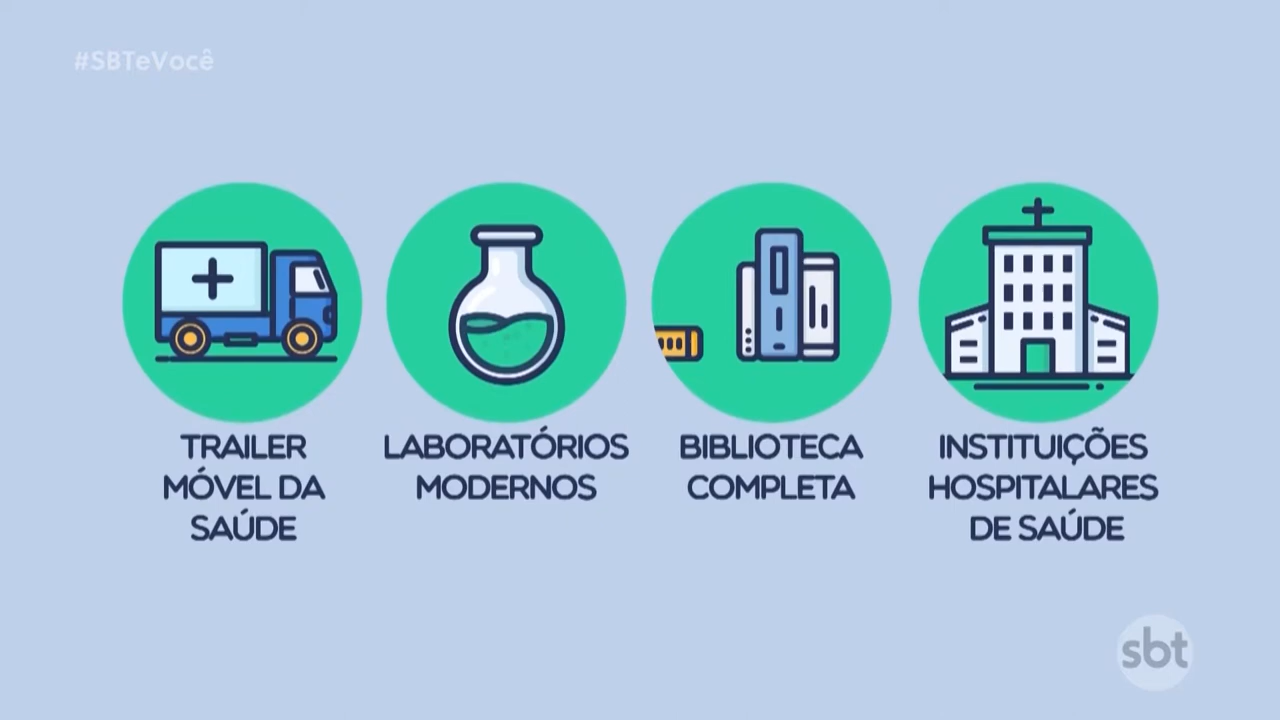 #SBTeVocê
TRAILER
MÓVEL DA
SAÚDE
LABORATÓRIOS
MODERNOS
BIBLIOTECA
COMPLETA
INSTITUIÇÕES
HOSPITALARES
DE SAÚDE
sbt